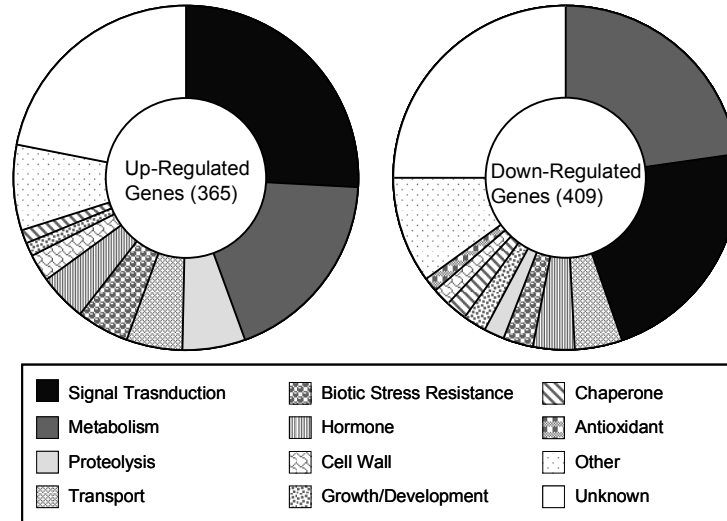 Up-Regulated
Genes (365)
Down-Regulated
Genes (409)
Signal Trasnduction
Metabolism
Proteolysis
Transport
Biotic Stress Resistance
Hormone
Cell Wall
Growth/Development
Chaperone
Antioxidant
Other
Unknown